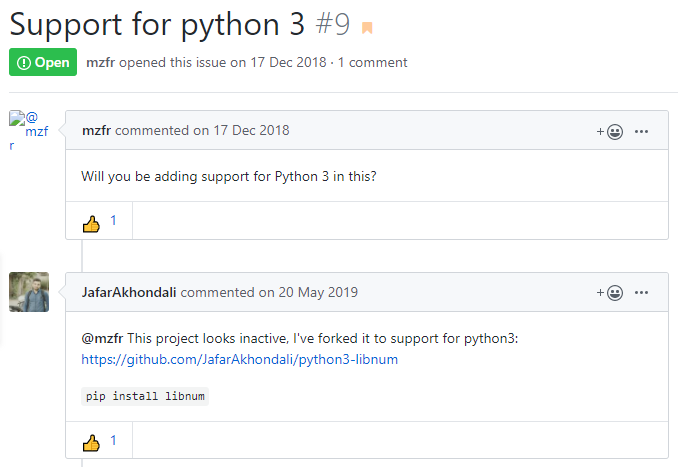 Support for python 3 #9
Open mzfr opened this issue on 17 Dec 2018 · 1 comment
@mzfr
mzfr commented on 17 Dec 2018
Will you be adding support for Python 3 in this?
1
JafarAkhondali commented on 20 May 2019
@mzfr This project looks inactive, I've forked it to support for python3:
https://github.com/JafarAkhondali/python3-libnum
pip install libnum
1